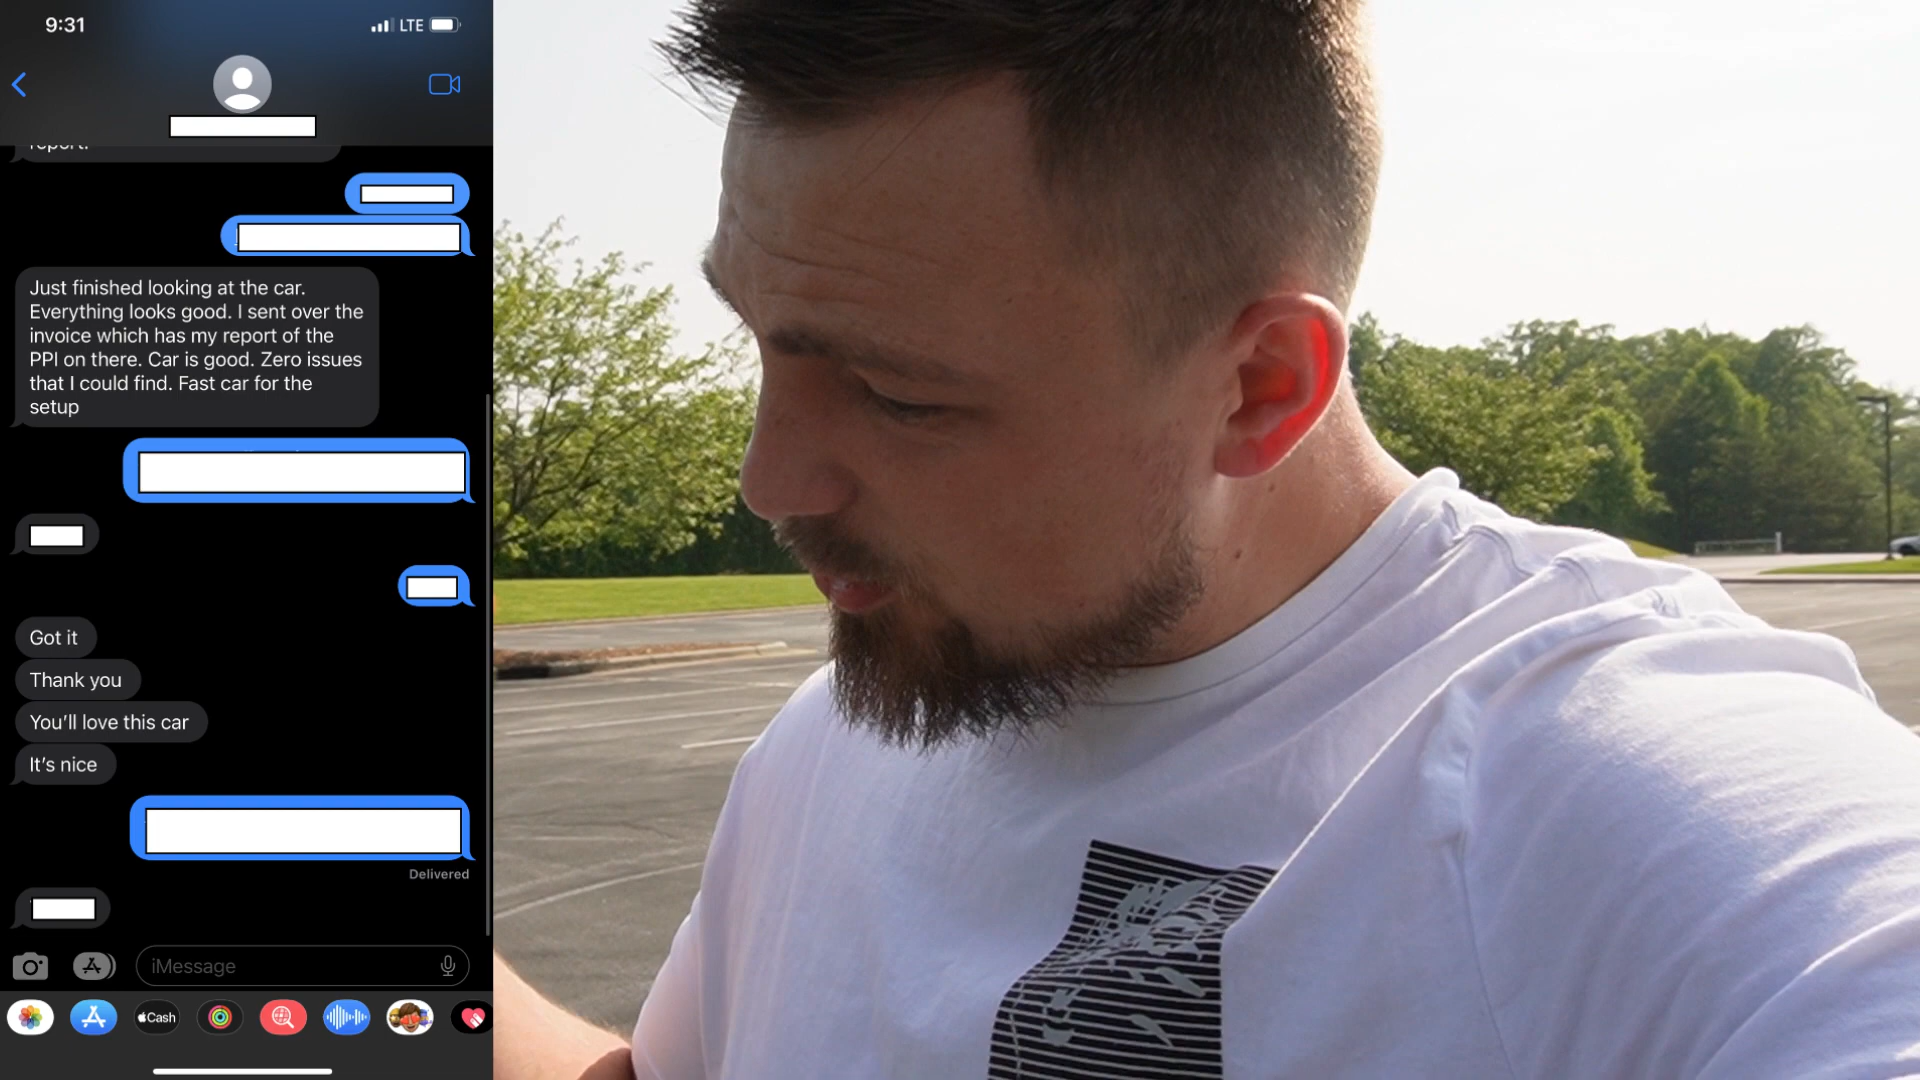 9:31
LTE
report.
Just finished looking at the car.
Everything looks good. I sent over the
invoice which has my report of the
PPI on there. Car is good. Zero issues
that I could find. Fast car for the
setup
Got it
Thank you
You'll love this car
It's nice
Delivered
iMessage
Cash